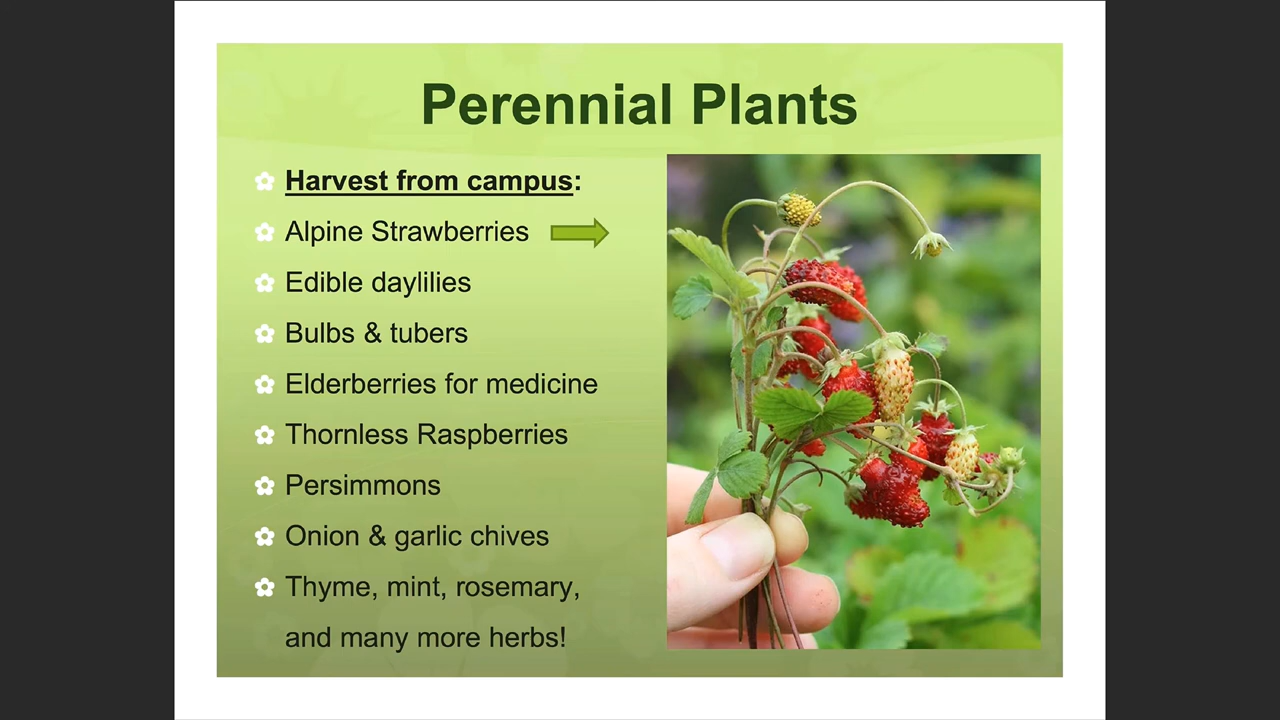 Perennial Plants
Harvest from campus:
Alpine Strawberries
Edible daylilies
Bulbs & tubers
Elderberries for medicine
Thornless Raspberries
Persimmons
Onion & garlic chives
Thyme, mint, rosemary,
and many more herbs!